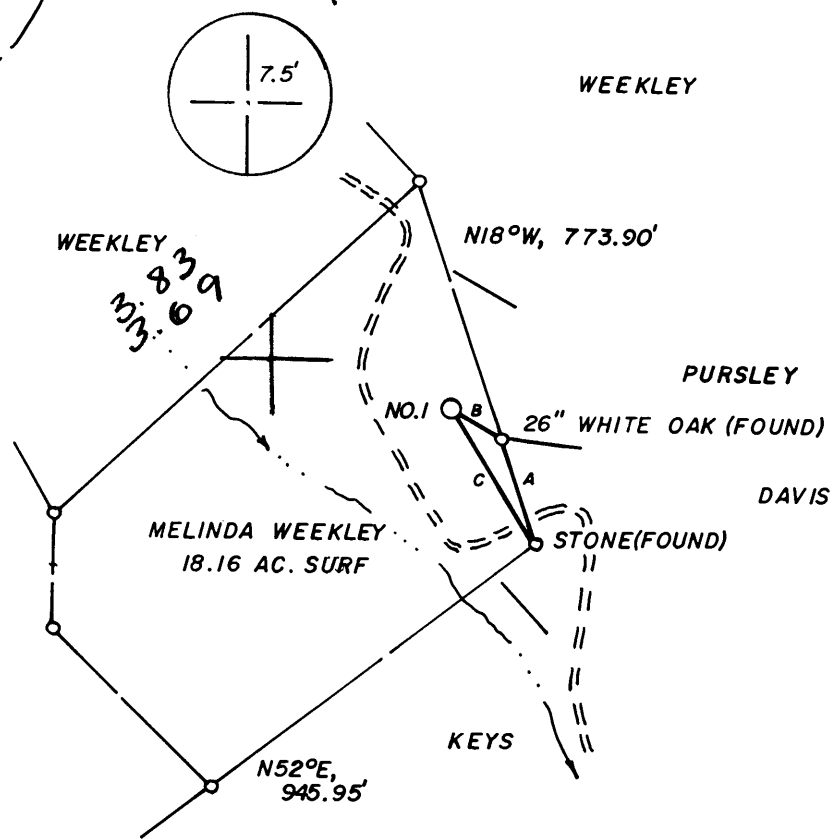 7.5'
WEEKLEY
N18°W, 773.90'
WEEKLEY
3.83
3.69
PURSLEY
NO.1
B
26" WHITE OAK (FOUND)
C
A
DAVIS
MELINDA WEEKLEY
18.16 AC. SURF
STONE(FOUND)
KEYS
N52°E,
945.95'